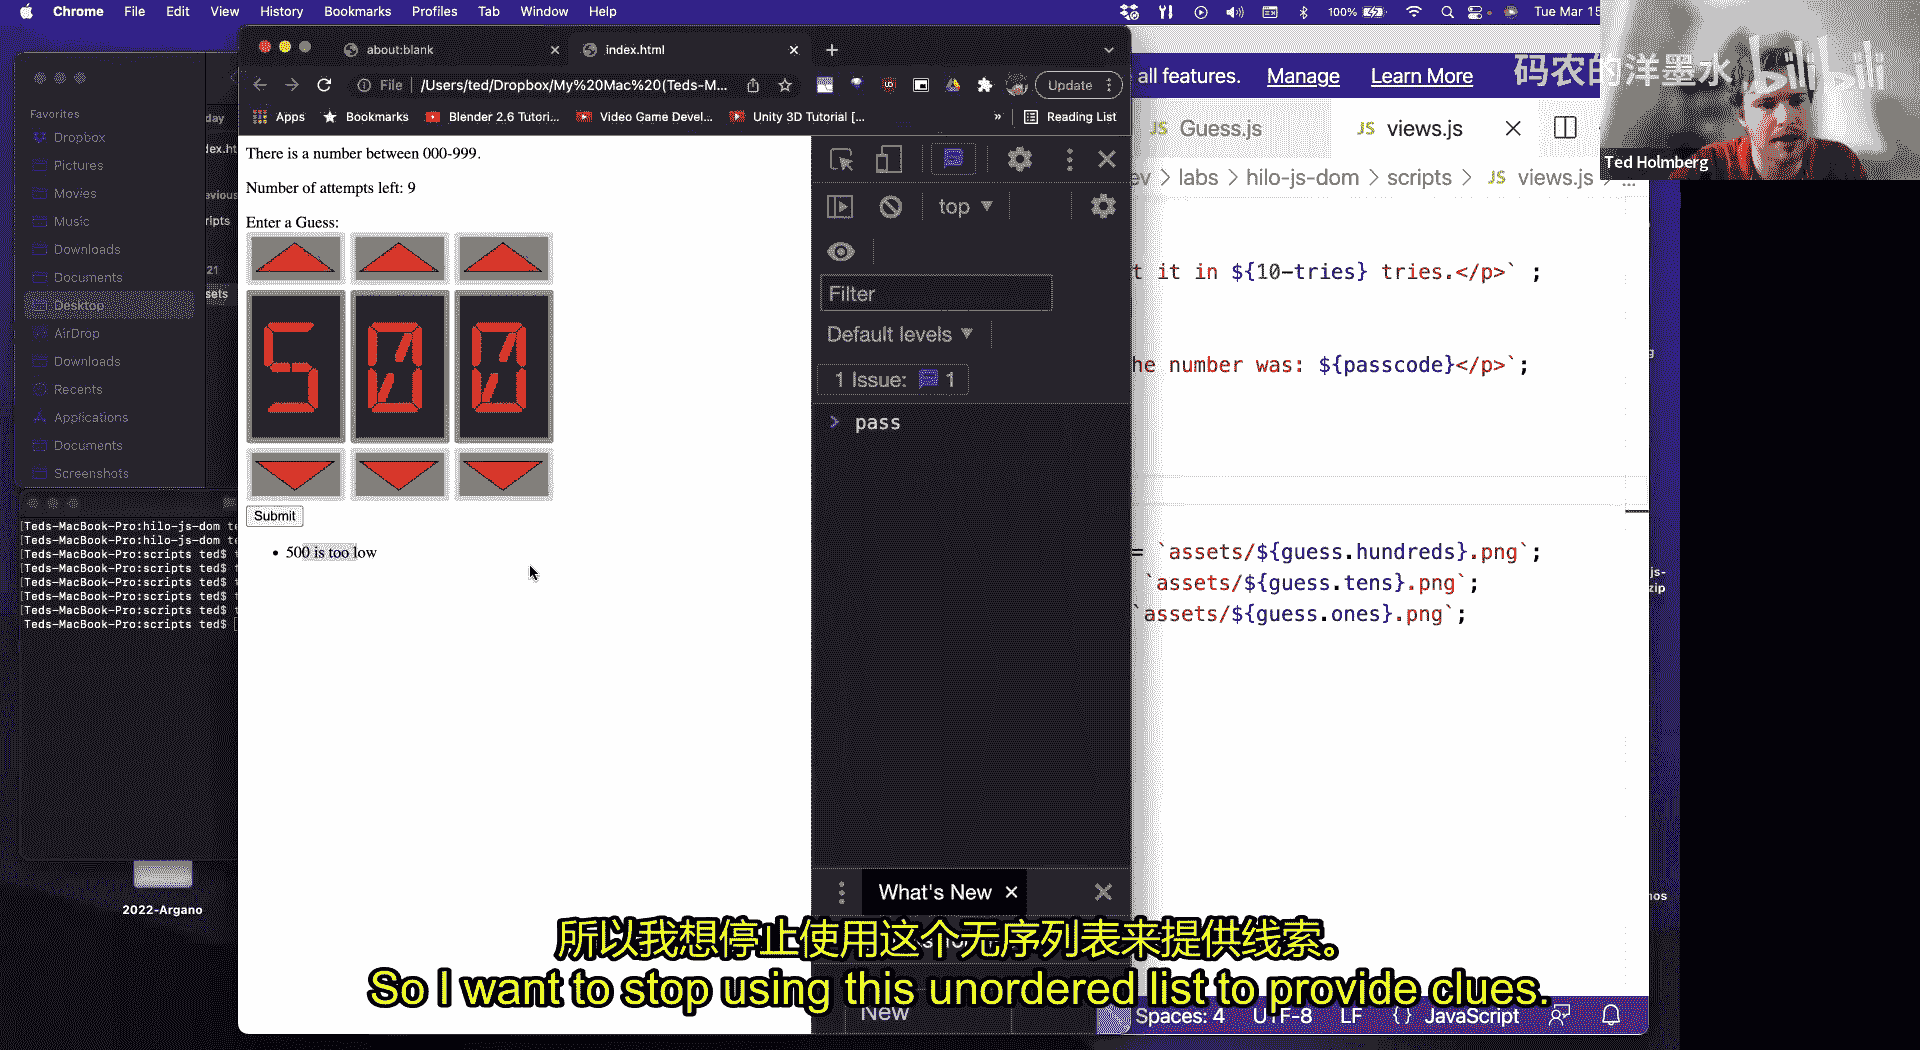 Chrome File Edit View History Bookmarks Profiles Tab Window Help
100% Tue Mar 15
about:blank
index.html
File /Users/ted/Dropbox/My%20Mac%20(Teds-M...
Update
Apps Bookmarks Blender 2.6 Tutori... Video Game Devel... Unity 3D Tutorial [... » Reading List
There is a number between 000-999.
Number of attempts left: 9
Enter a Guess:
500
Submit
• 500 is too low
top
Filter
Default levels
1 Issue: 1
> pass
What's New
New
all features. Manage Learn More
JS Guess.js
JS views.js
ev > labs > hilo-js-dom > scripts > JS views.js > ...
t it in ${10-tries} tries.</p>` ;
he number was: ${passcode}</p>`;
= `assets/${guess.hundreds}.png`;
`assets/${guess.tens}.png`;
`assets/${guess.ones}.png`;
Spaces: 4 UTF-8 LF {} JavaScript
码农的洋墨水 bilibili
Ted Holmberg
Favorites
Dropbox
Pictures
Movies
Music
Downloads
Documents
Desktop
AirDrop
Downloads
Recents
Applications
Documents
Screenshots
[Teds-MacBook-Pro:hilo-js-dom te
[Teds-MacBook-Pro:hilo-js-dom te
[Teds-MacBook-Pro:scripts ted$
[Teds-MacBook-Pro:scripts ted$
[Teds-MacBook-Pro:scripts ted$
[Teds-MacBook-Pro:scripts ted$
[Teds-MacBook-Pro:scripts ted$
Teds-MacBook-Pro:scripts ted$
2022-Argano
所以我想停止使用这个无序列表来提供线索。
So I want to stop using this unordered list to provide clues.